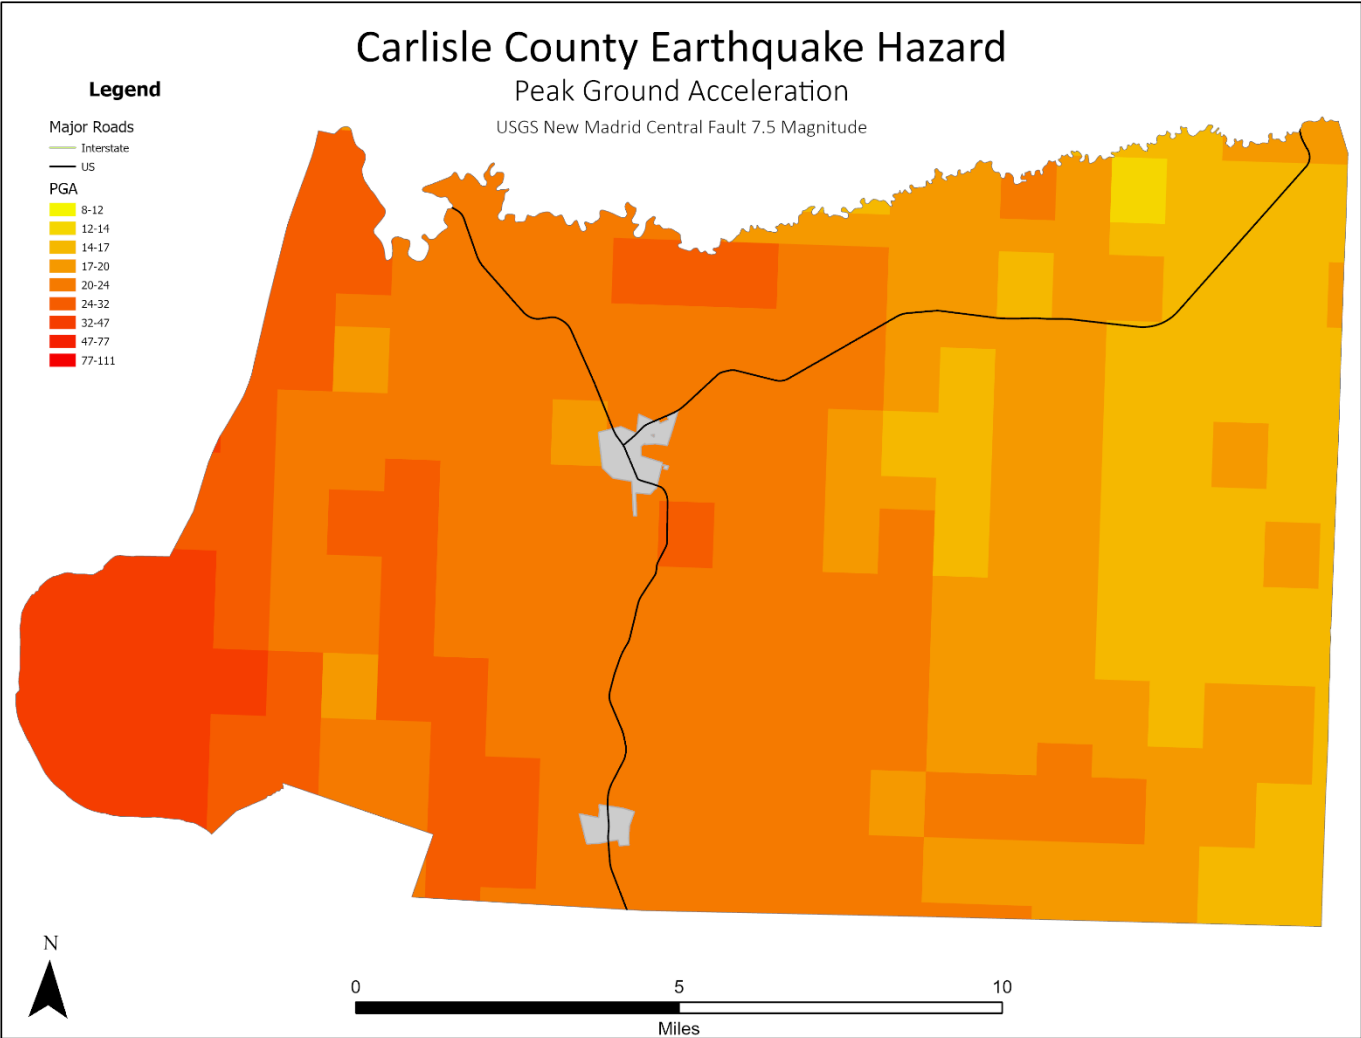 Carlisle County Earthquake Hazard
Peak Ground Acceleration
USGS New Madrid Central Fault 7.5 Magnitude
Legend
Major Roads
Interstate
US
PGA
8-12
12-14
14-17
17-20
20-24
24-32
32-47
47-77
77-111
N
0 5 10
Miles